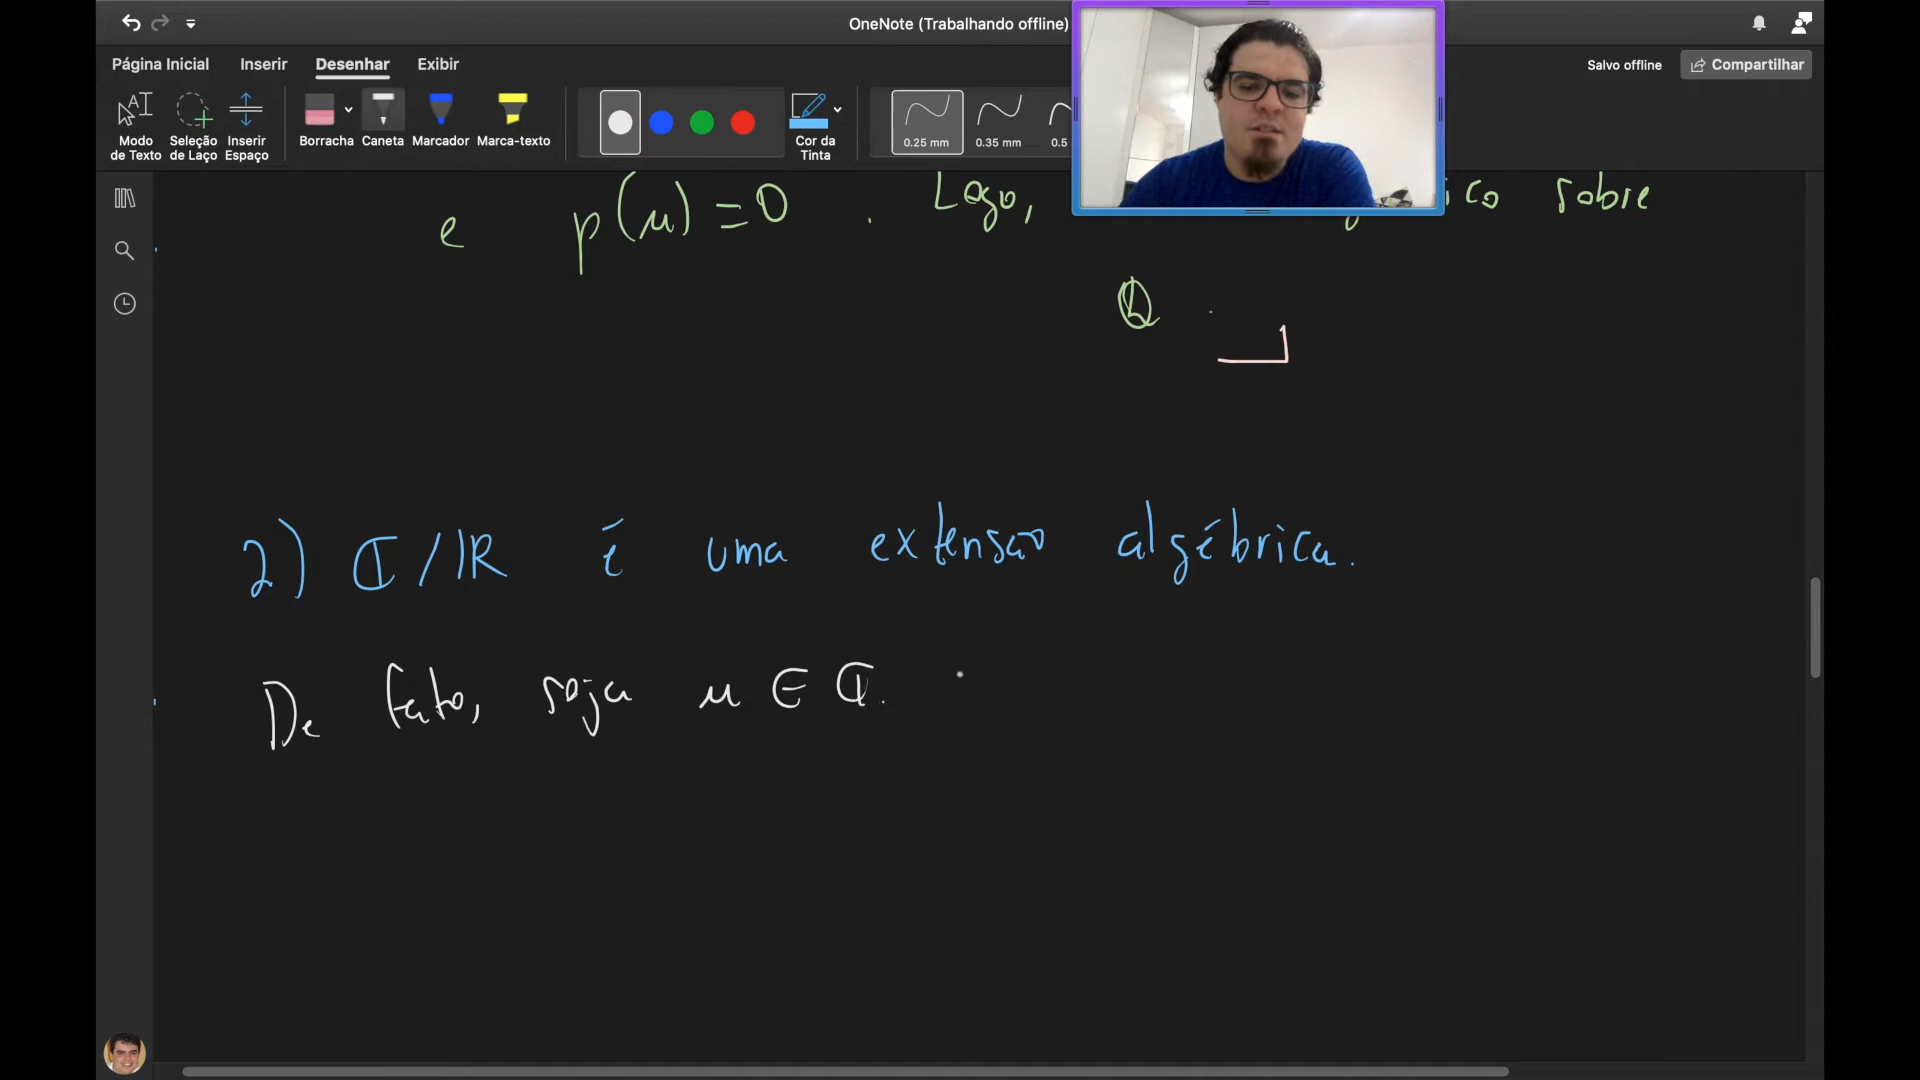 OneNote (Trabalhando offline)
Página Inicial Inserir Desenhar Exibir
Salvo offline Compartilhar
Modo de Texto Seleção de Laço Inserir Espaço Borracha Caneta Marcador Marca-texto Cor da Tinta 0.25 mm 0.35 mm 0.5
e p(u) = 0 . Logo, sobre
Q .
2) ℂ/ℝ é uma extensão algébrica.
De fato, seja u ∈ ℂ.